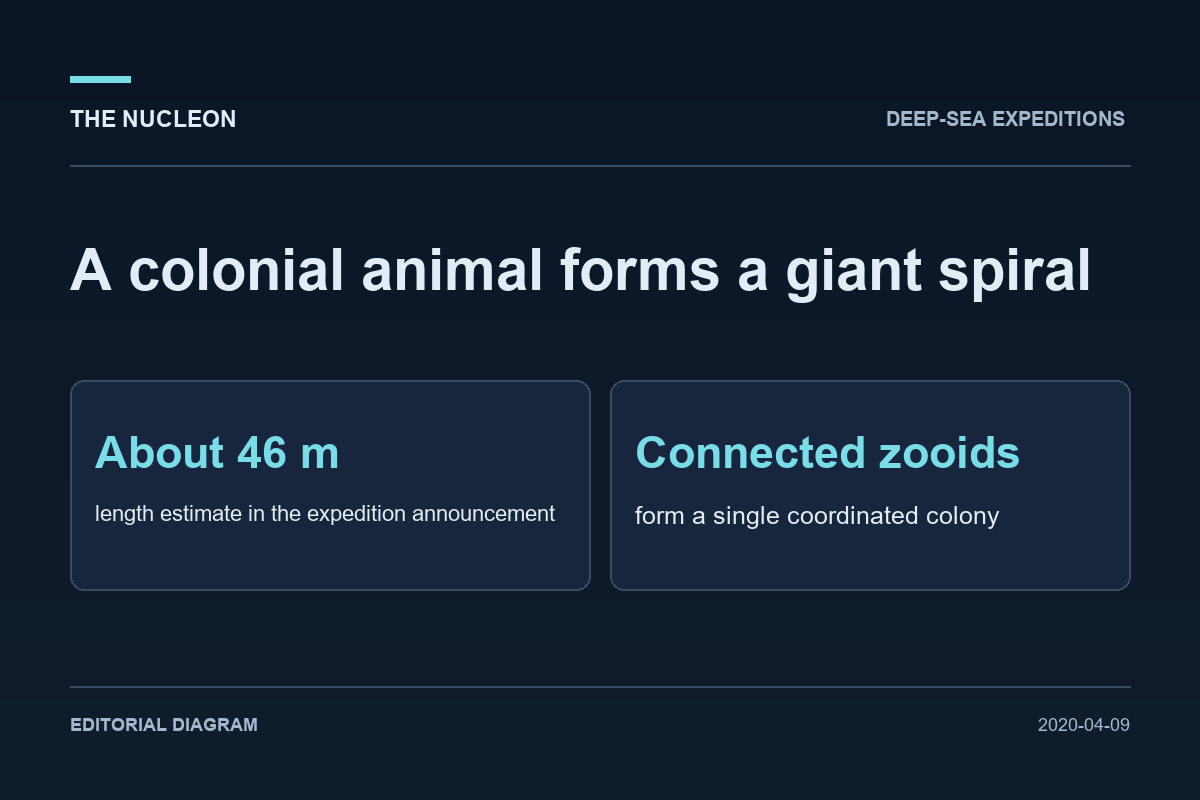 THE NUCLEON
DEEP-SEA EXPEDITIONS
A colonial animal forms a giant spiral
About 46 m
length estimate in the expedition announcement
Connected zooids
form a single coordinated colony
EDITORIAL DIAGRAM
2020-04-09